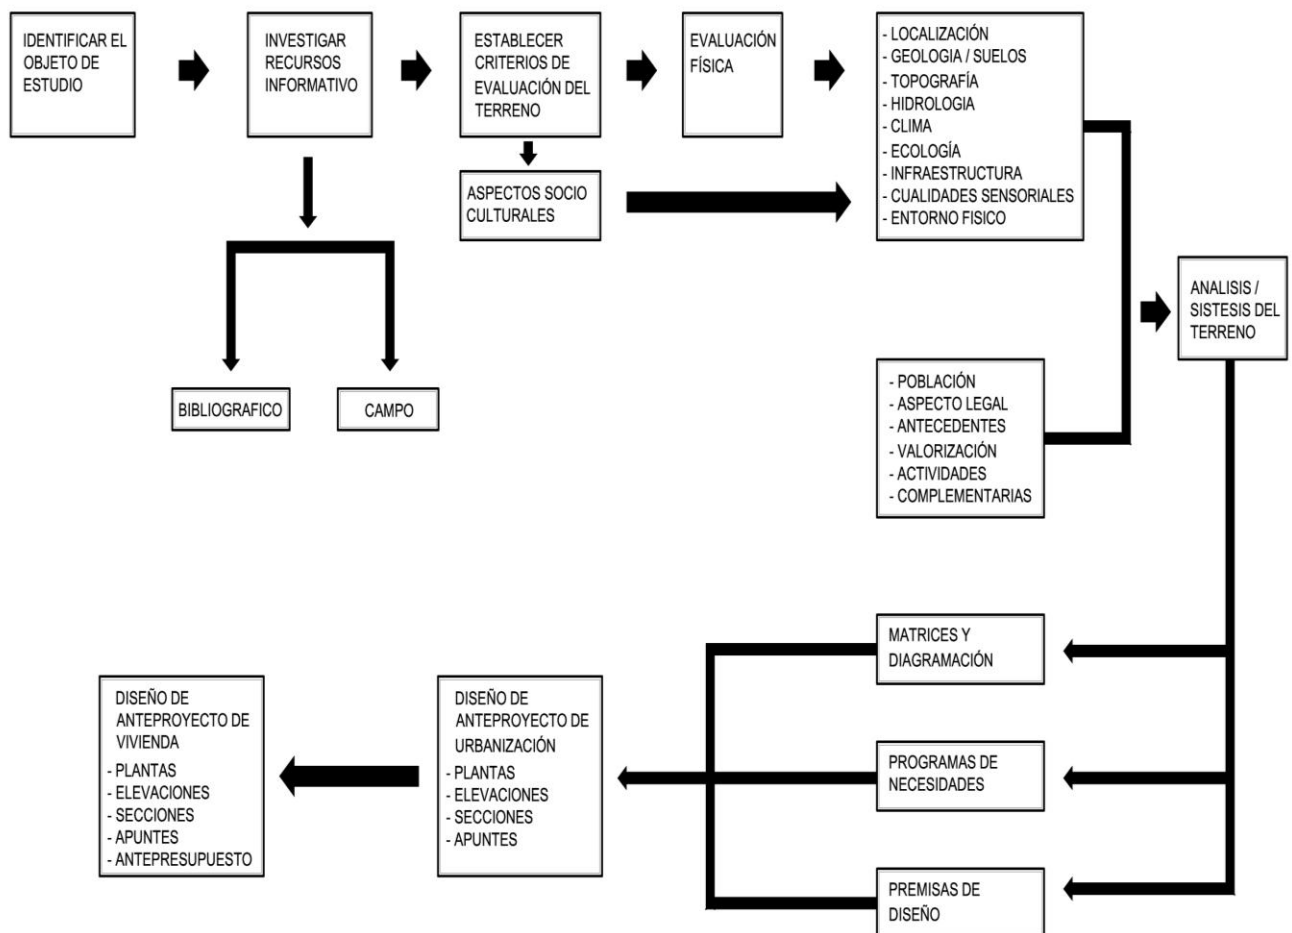 IDENTIFICAR EL
OBJETO DE
ESTUDIO
INVESTIGAR
RECURSOS
INFORMATIVO
ESTABLECER
CRITERIOS DE
EVALUACIÓN DEL
TERRENO
EVALUACIÓN
FÍSICA
- LOCALIZACIÓN
- GEOLOGIA / SUELOS
- TOPOGRAFÍA
- HIDROLOGIA
- CLIMA
- ECOLOGÍA
- INFRAESTRUCTURA
- CUALIDADES SENSORIALES
- ENTORNO FISICO
ASPECTOS SOCIO
CULTURALES
BIBLIOGRAFICO
CAMPO
- POBLACIÓN
- ASPECTO LEGAL
- ANTECEDENTES
- VALORIZACIÓN
- ACTIVIDADES
- COMPLEMENTARIAS
ANALISIS /
SISTESIS DEL
TERRENO
MATRICES Y
DIAGRAMACIÓN
PROGRAMAS DE
NECESIDADES
PREMISAS DE
DISEÑO
DISEÑO DE
ANTEPROYECTO DE
URBANIZACIÓN
- PLANTAS
- ELEVACIONES
- SECCIONES
- APUNTES
DISEÑO DE
ANTEPROYECTO DE
VIVIENDA
- PLANTAS
- ELEVACIONES
- SECCIONES
- APUNTES
- ANTEPRESUPUESTO